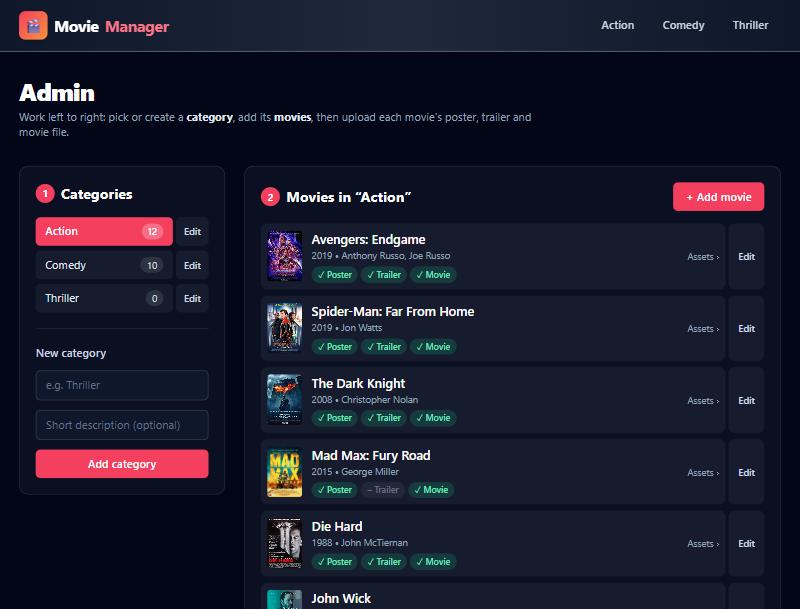 Movie Manager
Action
Comedy
Thriller
Admin
Work left to right: pick or create a category, add its movies, then upload each movie's poster, trailer and
movie file.
1 Categories
Action 12 Edit
Comedy 10 Edit
Thriller 0 Edit
New category
e.g. Thriller
Short description (optional)
Add category
2 Movies in “Action”
+ Add movie
Avengers: Endgame
2019 • Anthony Russo, Joe Russo
✓ Poster ✓ Trailer ✓ Movie
Assets ›
Edit
Spider-Man: Far From Home
2019 • Jon Watts
✓ Poster ✓ Trailer ✓ Movie
Assets ›
Edit
The Dark Knight
2008 • Christopher Nolan
✓ Poster ✓ Trailer ✓ Movie
Assets ›
Edit
MAD
MAX
Mad Max: Fury Road
2015 • George Miller
✓ Poster – Trailer ✓ Movie
Assets ›
Edit
Die Hard
1988 • John McTiernan
✓ Poster ✓ Trailer ✓ Movie
Assets ›
Edit
John Wick